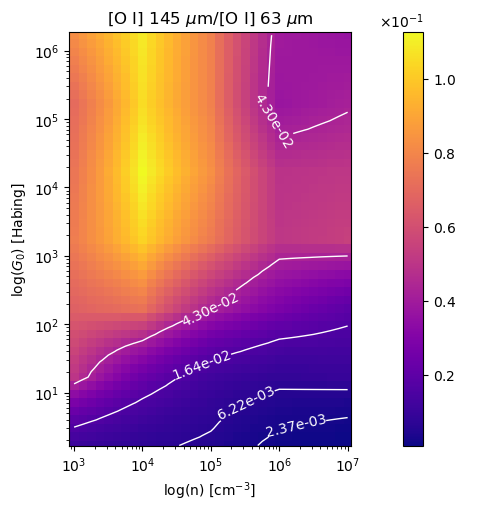 [O I] 145 μm/[O I] 63 μm
×10⁻¹
10⁶
10⁵
10⁴
10³
10²
10¹
log(G₀) [Habing]
4.30e-02
4.30e-02
1.64e-02
6.22e-03
2.37e-03
1.0
0.8
0.6
0.4
0.2
10³ 10⁴ 10⁵ 10⁶ 10⁷
log(n) [cm⁻³]